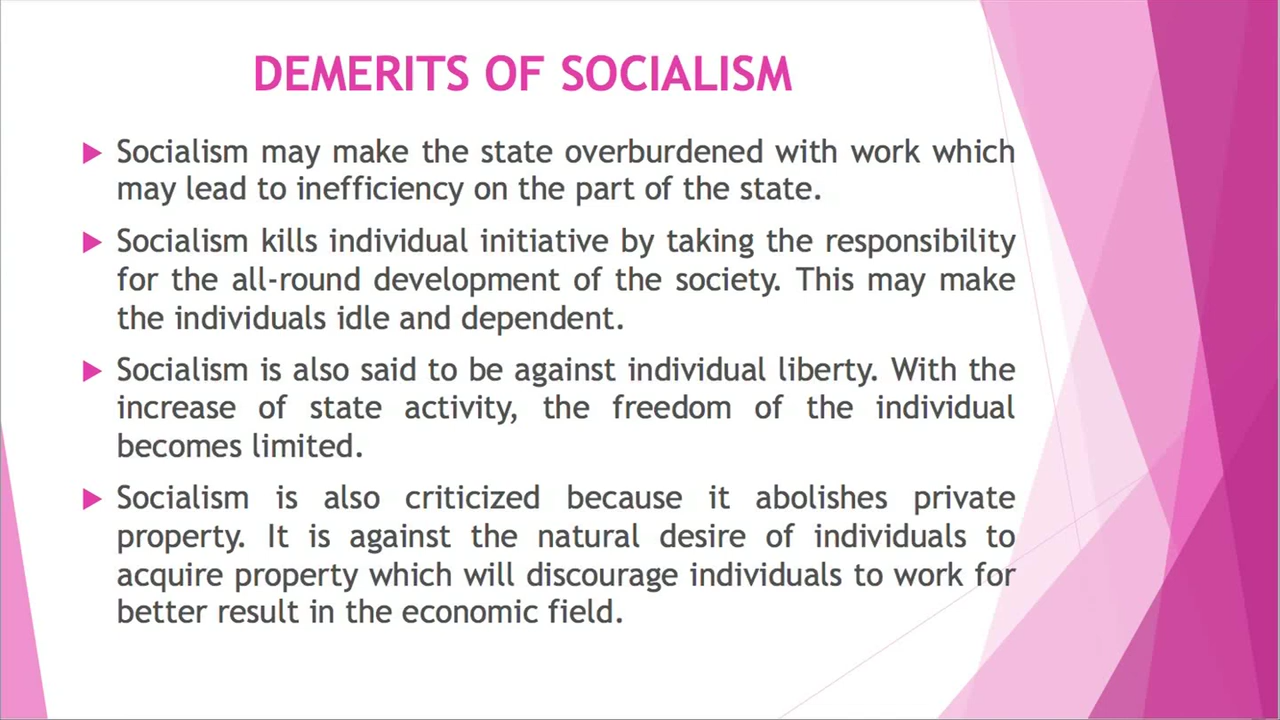 DEMERITS OF SOCIALISM
Socialism may make the state overburdened with work which
may lead to inefficiency on the part of the state.
Socialism kills individual initiative by taking the responsibility
for the all-round development of the society. This may make
the individuals idle and dependent.
Socialism is also said to be against individual liberty. With the
increase of state activity, the freedom of the individual
becomes limited.
Socialism is also criticized because it abolishes private
property. It is against the natural desire of individuals to
acquire property which will discourage individuals to work for
better result in the economic field.